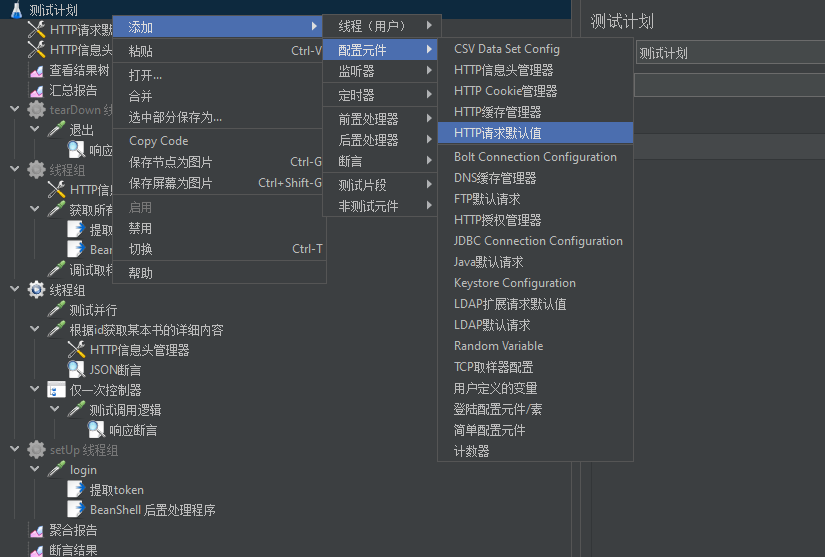 测试计划
HTTP请求默
HTTP信息头
查看结果树
汇总报告
tearDown 线
退出
响应
线程组
HTTP信息
获取所有
提取
Bean
调试取样
线程组
测试并行
根据id获取某本书的详细内容
HTTP信息头管理器
JSON断言
仅一次控制器
测试调用逻辑
响应断言
setUp 线程组
login
提取token
BeanShell 后置处理程序
聚合报告
断言结果
添加
粘贴 Ctrl-V
打开...
合并
选中部分保存为...
Copy Code
保存节点为图片 Ctrl-G
保存屏幕为图片 Ctrl+Shift-G
启用
禁用
切换 Ctrl-T
帮助
线程（用户）
配置元件
监听器
定时器
前置处理器
后置处理器
断言
测试片段
非测试元件
CSV Data Set Config
HTTP信息头管理器
HTTP Cookie管理器
HTTP缓存管理器
HTTP请求默认值
Bolt Connection Configuration
DNS缓存管理器
FTP默认请求
HTTP授权管理器
JDBC Connection Configuration
Java默认请求
Keystore Configuration
LDAP扩展请求默认值
LDAP默认请求
Random Variable
TCP取样器配置
用户定义的变量
登陆配置元件/素
简单配置元件
计数器
测试计划
测试计划